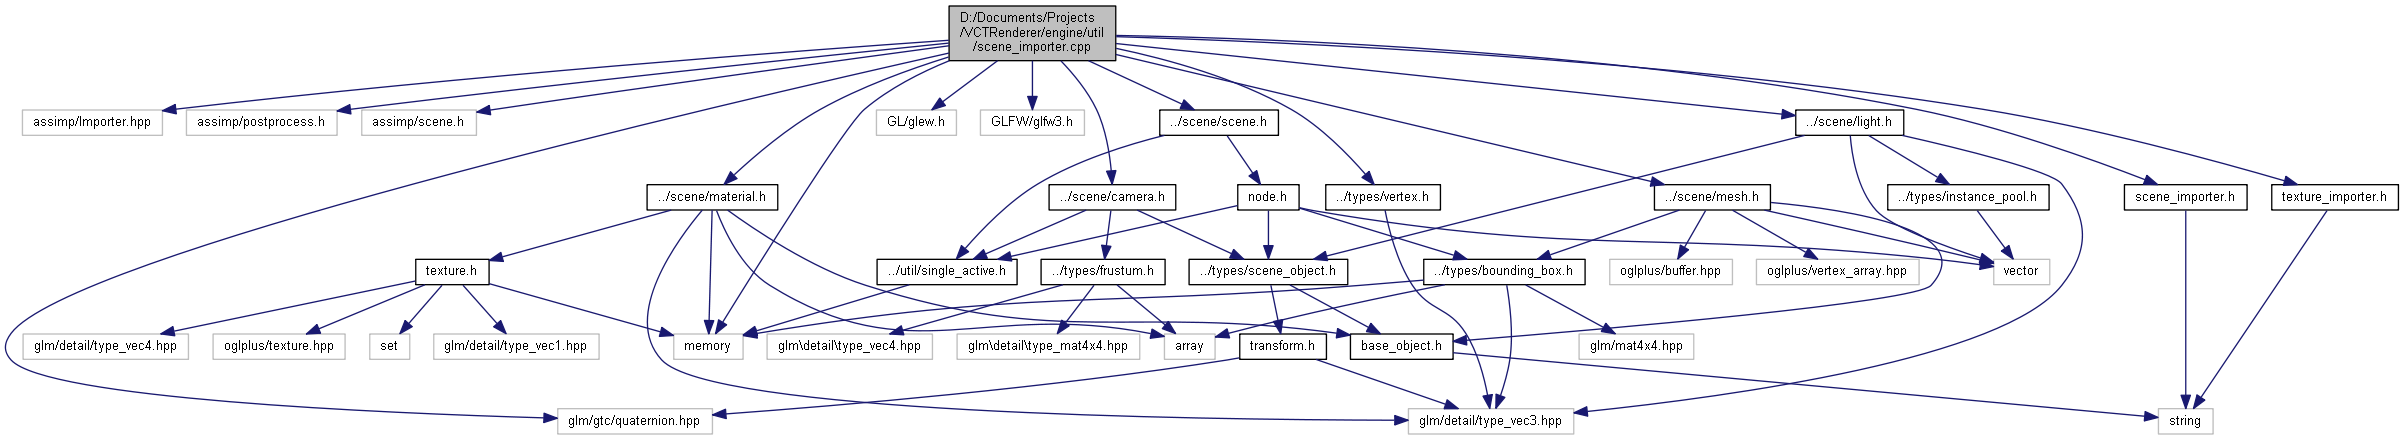 D:/Documents/Projects
/VCTRenderer/engine/util
/scene_importer.cpp
assimp/Importer.hpp
assimp/postprocess.h
assimp/scene.h
GL/glew.h
GLFW/glfw3.h
../scene/scene.h
../scene/light.h
../scene/material.h
../scene/camera.h
node.h
../types/vertex.h
../scene/mesh.h
../types/instance_pool.h
scene_importer.h
texture_importer.h
texture.h
../util/single_active.h
../types/frustum.h
../types/scene_object.h
../types/bounding_box.h
oglplus/buffer.hpp
oglplus/vertex_array.hpp
vector
glm/detail/type_vec4.hpp
oglplus/texture.hpp
set
glm/detail/type_vec1.hpp
memory
glm\detail\type_vec4.hpp
glm\detail\type_mat4x4.hpp
array
transform.h
base_object.h
glm/mat4x4.hpp
glm/gtc/quaternion.hpp
glm/detail/type_vec3.hpp
string